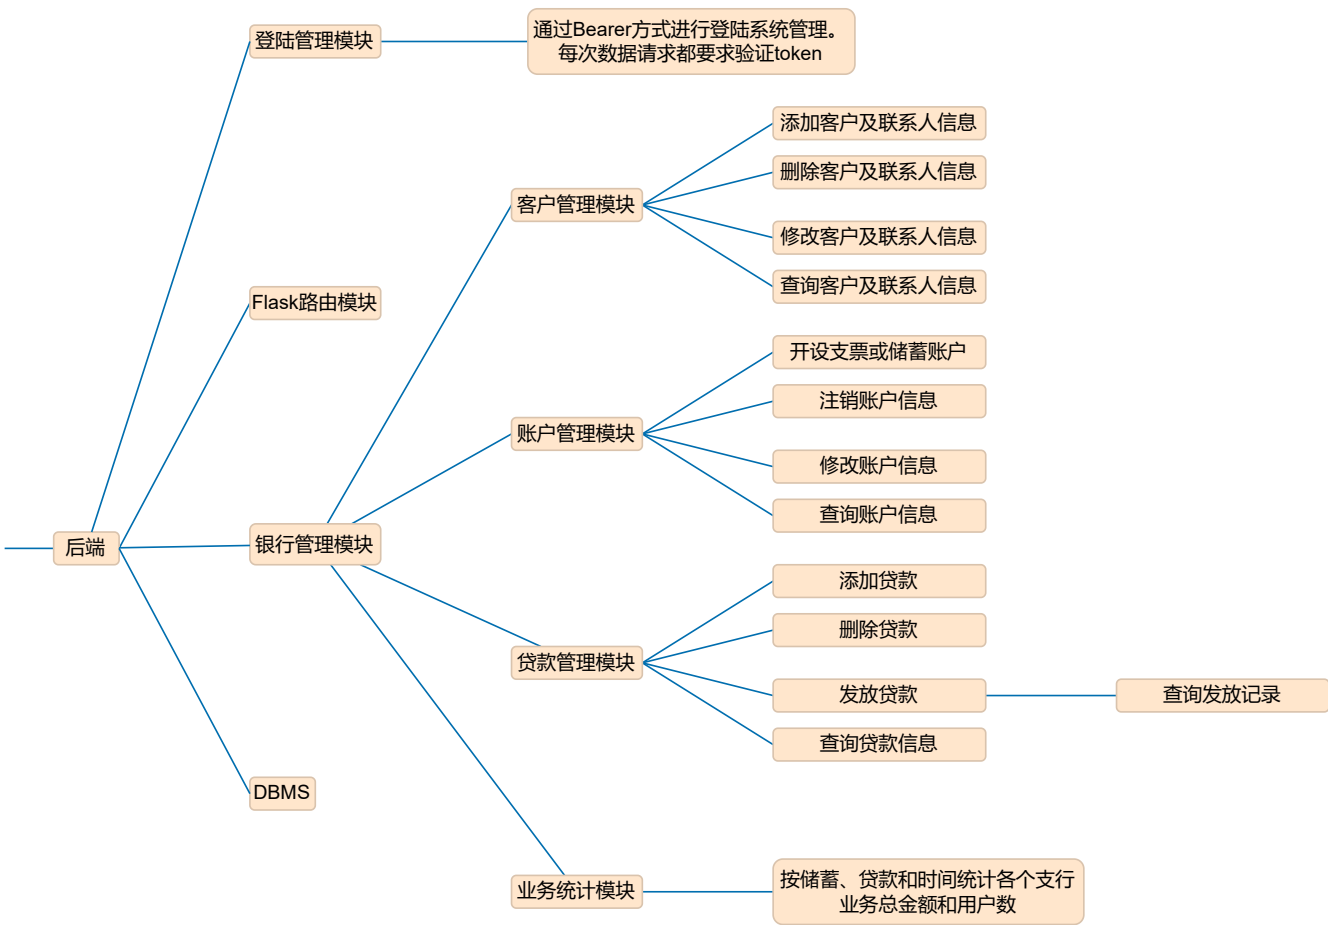 登陆管理模块
通过Bearer方式进行登陆系统管理。
每次数据请求都要求验证token
添加客户及联系人信息
删除客户及联系人信息
客户管理模块
修改客户及联系人信息
查询客户及联系人信息
Flask路由模块
开设支票或储蓄账户
注销账户信息
账户管理模块
修改账户信息
查询账户信息
后端
银行管理模块
添加贷款
删除贷款
贷款管理模块
发放贷款
查询发放记录
查询贷款信息
DBMS
业务统计模块
按储蓄、贷款和时间统计各个支行
业务总金额和用户数